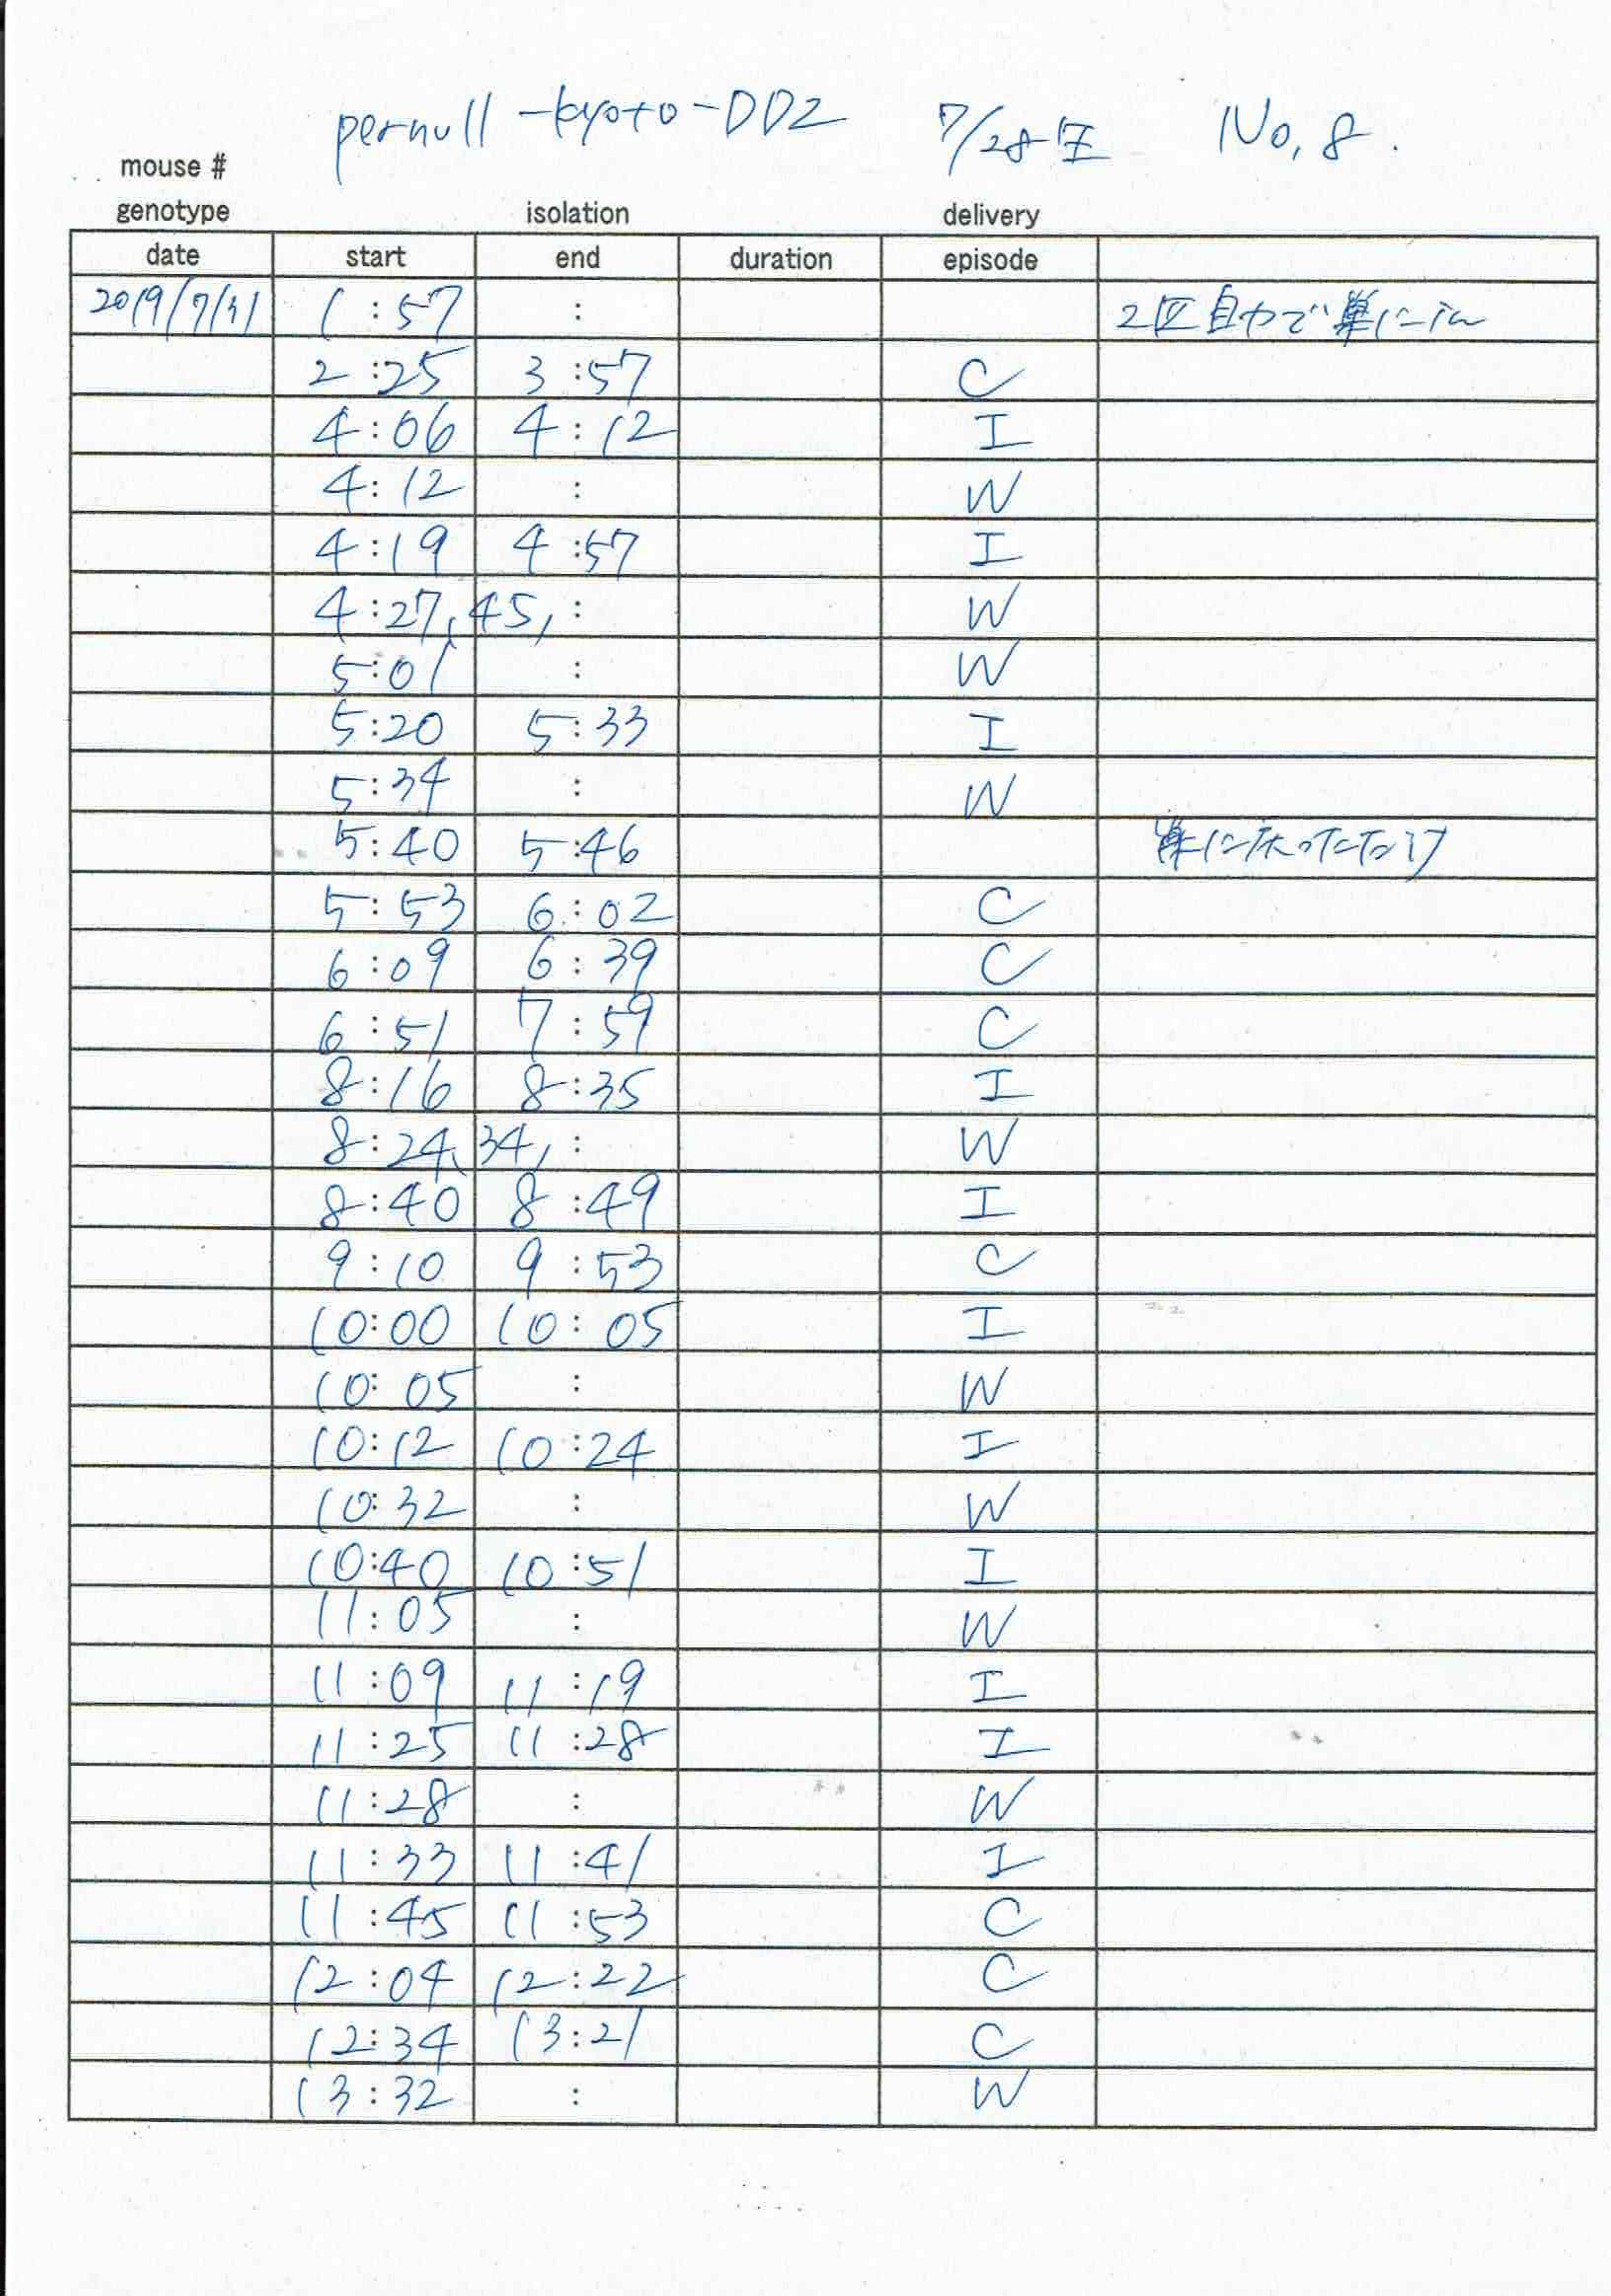 pernull -kyoto-DD2 7/28生 No, 8.
mouse #
genotype isolation delivery
date start end duration episode
2019/7/31 1:57 : 2匹自力で巣に
2:25 3:57 C
4:06 4:12 I
4:12 : W
4:19 4:57 I
4:27, 45, : W
5:01 : W
5:20 5:33 I
5:34 : W
5:40 5:46 巣に戻っただけ
5:53 6:02 C
6:09 6:39 C
6:51 7:59 C
8:16 8:35 I
8:24, 34, : W
8:40 8:49 I
9:10 9:53 C
10:00 10:05 I
10:05 : W
10:12 10:24 I
10:32 : W
10:40 10:51 I
11:05 : W
11:09 11:19 I
11:25 11:28 I
11:28 : W
11:33 11:41 I
11:45 11:53 C
12:04 12:22 C
12:34 13:21 C
13:32 : W